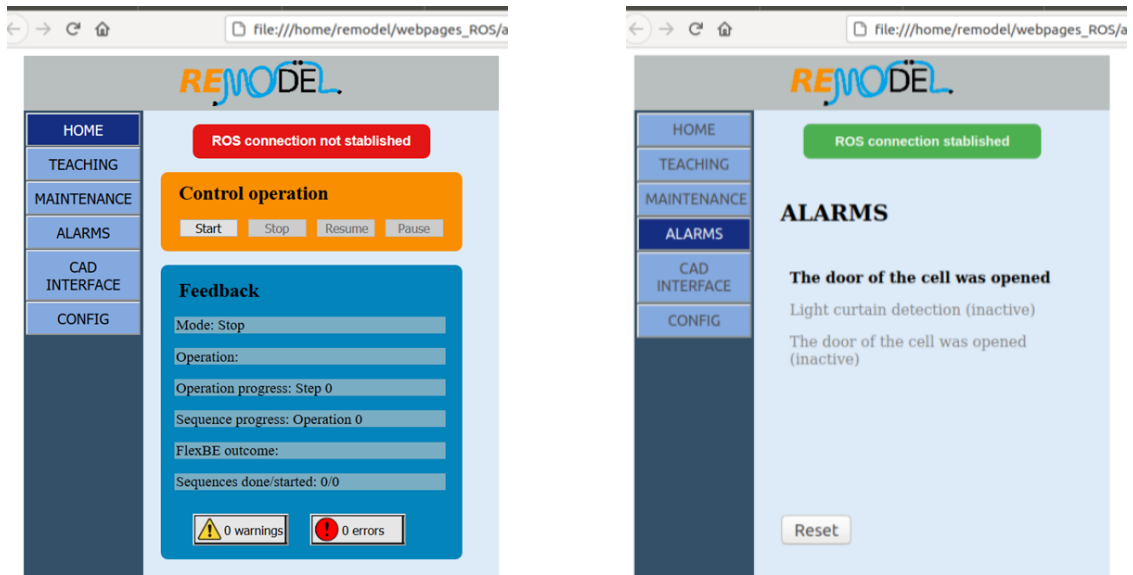 file:///home/remodel/webpages_ROS/a
REMODEL.
HOME
TEACHING
MAINTENANCE
ALARMS
CAD
INTERFACE
CONFIG
ROS connection not stablished
Control operation
Start Stop Resume Pause
Feedback
Mode: Stop
Operation:
Operation progress: Step 0
Sequence progress: Operation 0
FlexBE outcome:
Sequences done/started: 0/0
0 warnings 0 errors
file:///home/remodel/webpages_ROS/a
REMODEL.
HOME
TEACHING
MAINTENANCE
ALARMS
CAD
INTERFACE
CONFIG
ROS connection stablished
ALARMS
The door of the cell was opened
Light curtain detection (inactive)
The door of the cell was opened
(inactive)
Reset